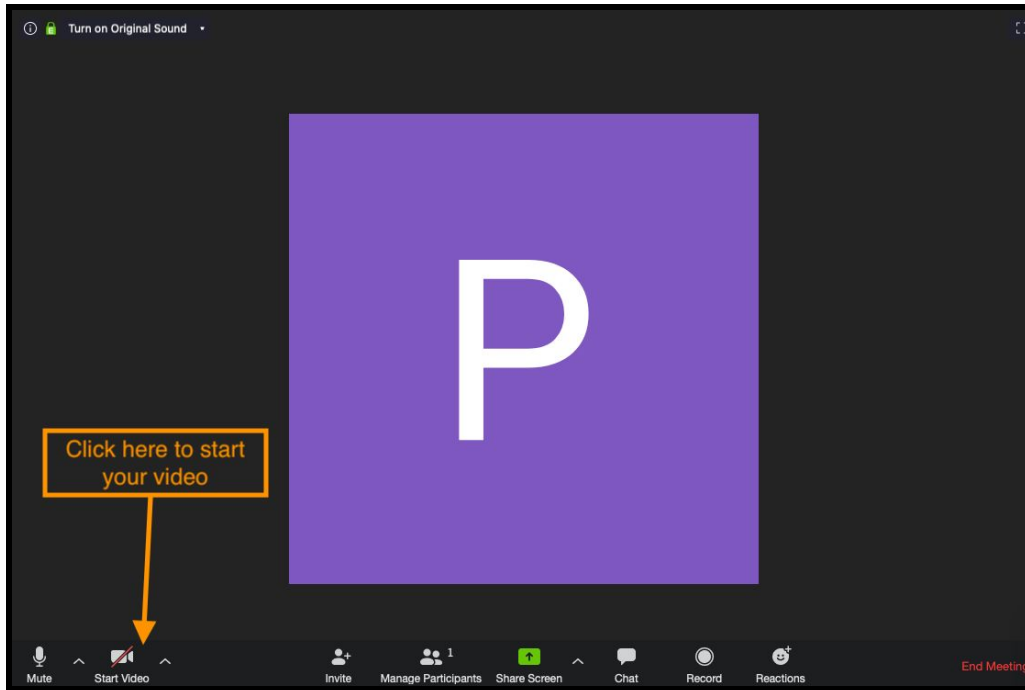 Turn on Original Sound
P
Click here to start
your video
1
Mute
Start Video
Invite
Manage Participants
Share Screen
Chat
Record
Reactions
End Meeting